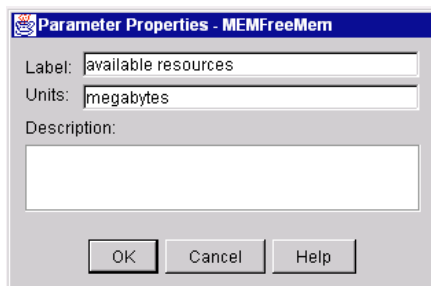 Parameter Properties - MEMFreeMem
Label: available resources
Units: megabytes
Description:
OK Cancel Help